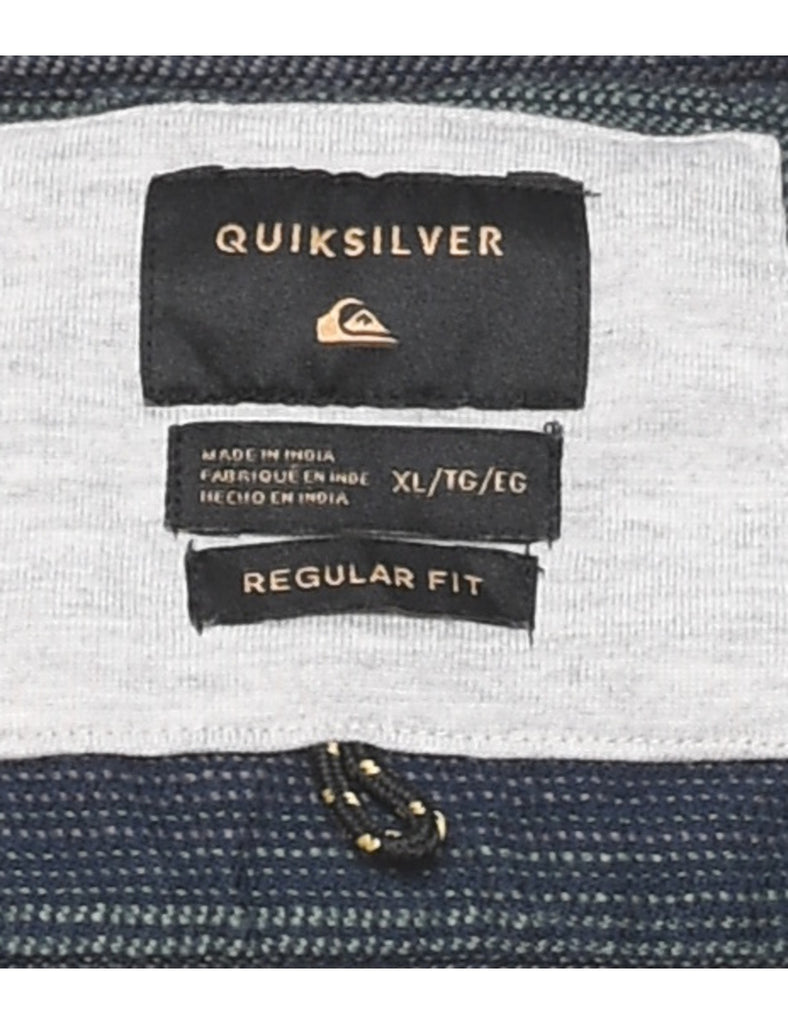 QUIKSILVER
MADE IN INDIA
FABRIQUÉ EN INDE
HECHO EN INDIA
XL/TG/EG
REGULAR FIT